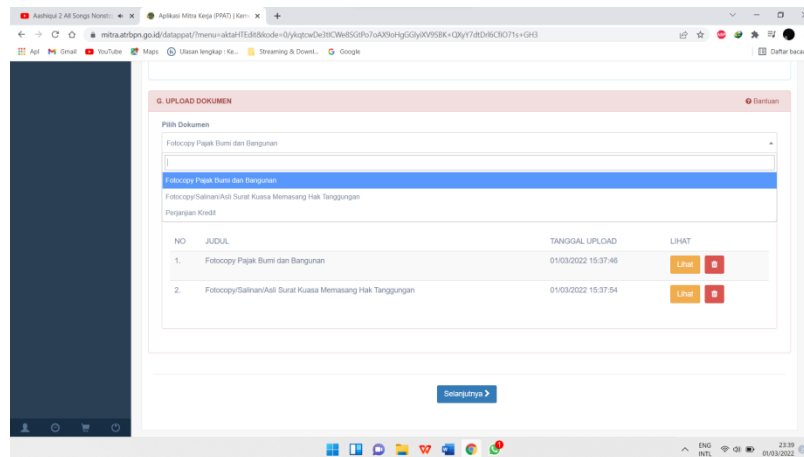 Aashiqui 2 All Songs Nonsto
Aplikasi Mitra Kerja (PPAT) | Kem
mitra.atrbpn.go.id/datappat/?menu=aktaHTEdit&kode=
Apl
Gmail
YouTube
Maps
Ulasan lengkap : Ke...
Streaming & Downl...
Google
Daftar baca
G. UPLOAD DOKUMEN
Bantuan
Pilih Dokumen
Fotocopy Pajak Bumi dan Bangunan
Fotocopy Pajak Bumi dan Bangunan
Fotocopy/Salinan/Asli Surat Kuasa Memasang Hak Tanggungan
Perjanjian Kredit
NO JUDUL TANGGAL UPLOAD LIHAT
1. Fotocopy Pajak Bumi dan Bangunan 01/03/2022 15:37:46 Lihat
2. Fotocopy/Salinan/Asli Surat Kuasa Memasang Hak Tanggungan 01/03/2022 15:37:54 Lihat
Selanjutnya
W
ENG
INTL
23:39
01/03/2022